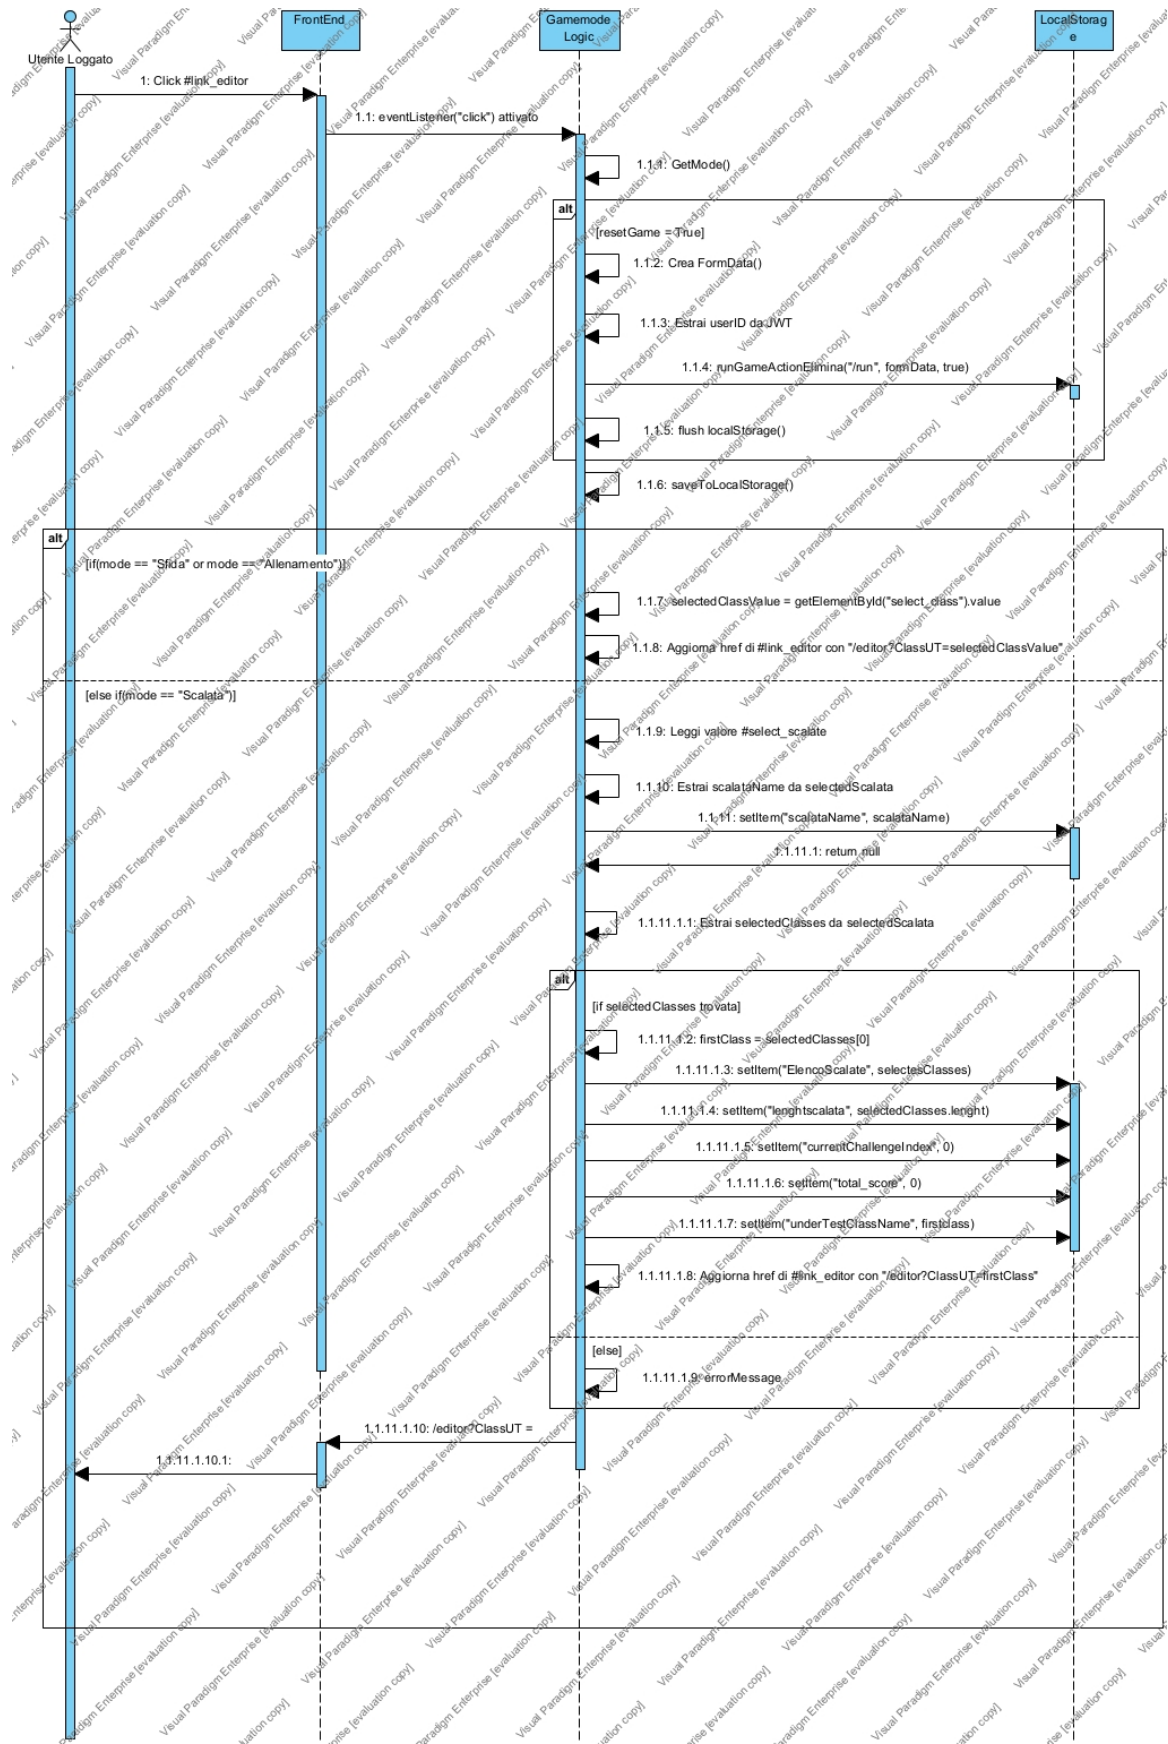 Utente Loggato
FrontEnd
Gamemode
Logic
LocalStorag
e
1: Click #link_editor
1.1: eventListener("click") attivato
1.1.1: GetMode()
alt
[resetGame = True]
1.1.2: Crea FormData()
1.1.3: Estrai userID da JWT
1.1.4: runGameActionElimina("/run", formData, true)
1.1.5: flush localStorage()
1.1.6: saveToLocalStorage()
alt
[if(mode == "Sfida" or mode == "Allenamento")]
1.1.7: selectedClassValue = getElementById("select_class").value
1.1.8: Aggiorna href di #link_editor con "/editor?ClassUT=selectedClassValue"
[else if(mode == "Scalata")]
1.1.9: Leggi valore #select_scalate
1.1.10: Estrai scalataName da selectedScalata
1.1.11: setItem("scalataName", scalataName)
1.1.11.1: return null
1.1.11.1.1: Estrai selectedClasses da selectedScalata
alt
[if selectedClasses trovata]
1.1.11.1.2: firstClass = selectedClasses[0]
1.1.11.1.3: setItem("ElencoScalate", selectesClasses)
1.1.11.1.4: setItem("lenghtscalata", selectedClasses.lenght)
1.1.11.1.5: setItem("currentChallengeIndex", 0)
1.1.11.1.6: setItem("total_score", 0)
1.1.11.1.7: setItem("underTestClassName", firstclass)
1.1.11.1.8: Aggiorna href di #link_editor con "/editor?ClassUT=firstClass"
[else]
1.1.11.1.9: errorMessage
1.1.11.1.10: /editor?ClassUT =
1.1.11.1.10.1:
Visual Paradigm Enterprise [evaluation copy]